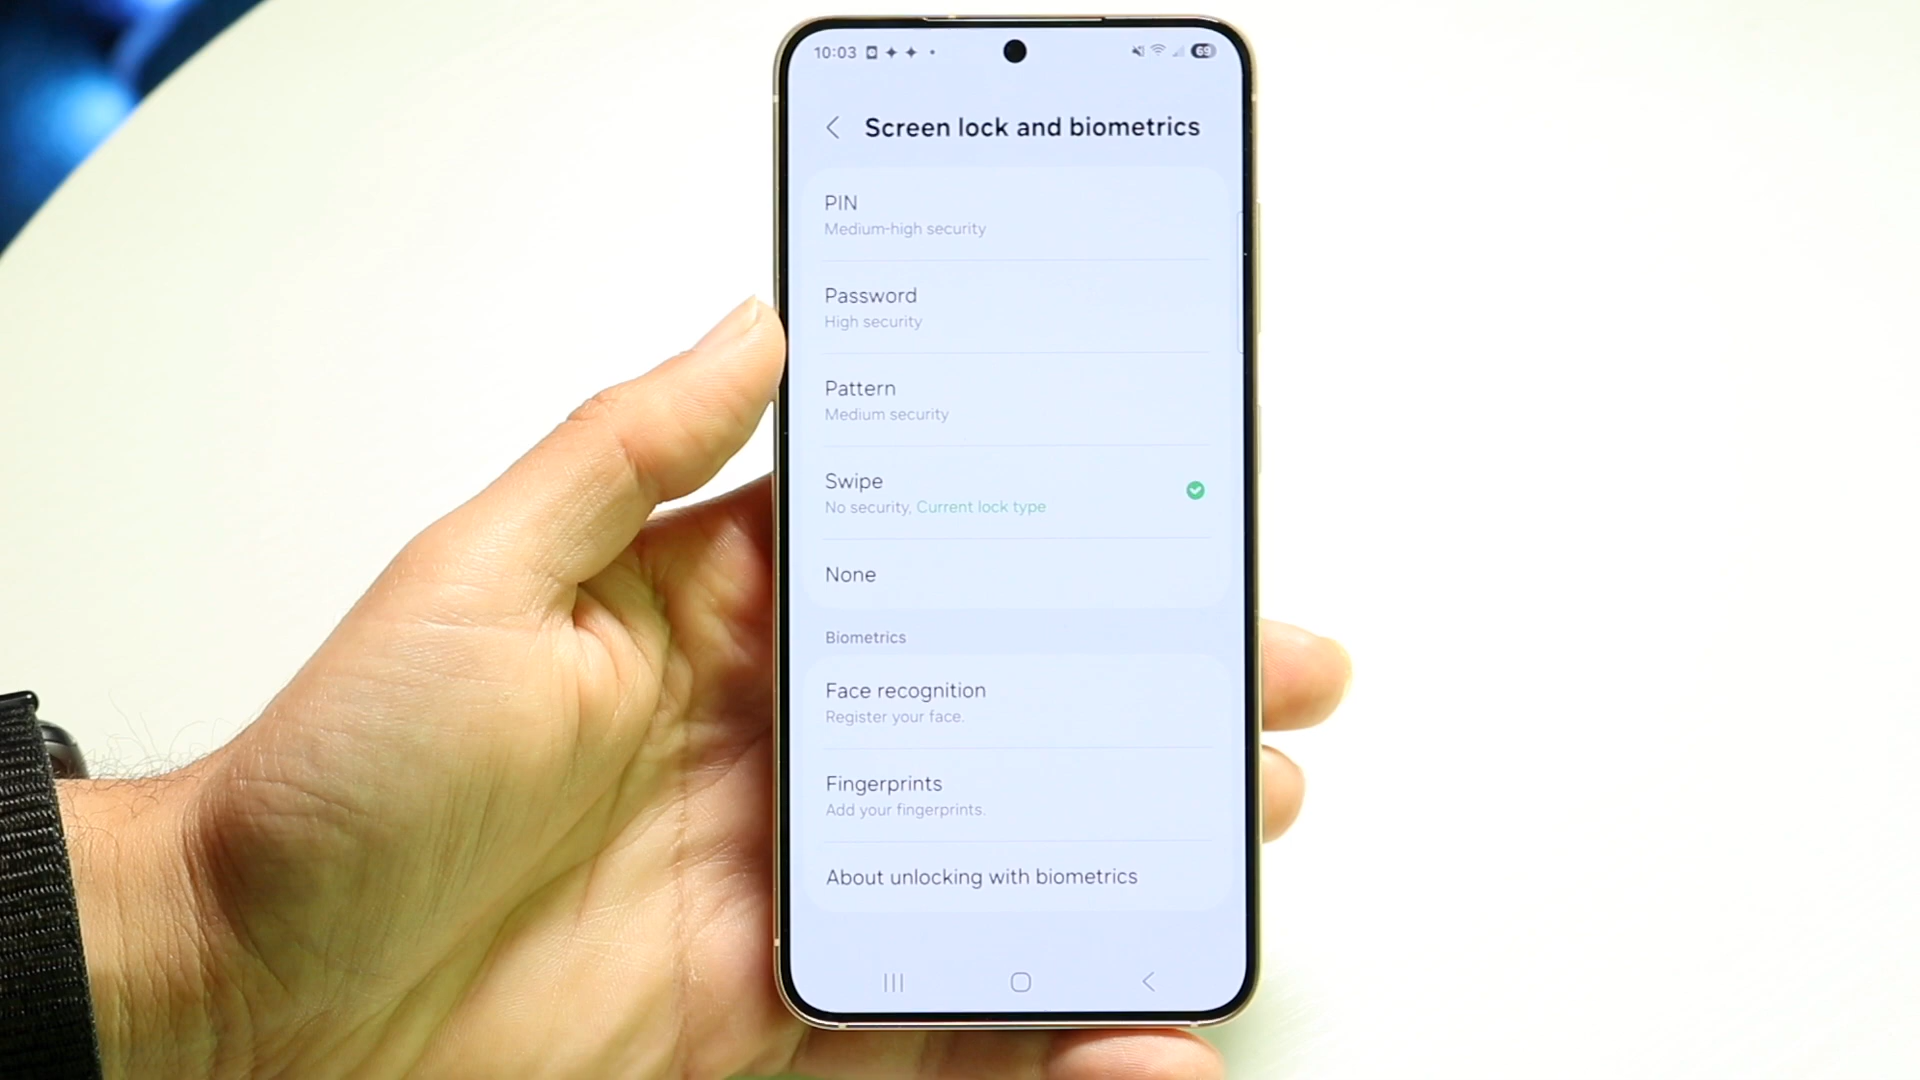 10:03
69
Screen lock and biometrics
PIN
Medium-high security
Password
High security
Pattern
Medium security
Swipe
No security, Current lock type
None
Biometrics
Face recognition
Register your face.
Fingerprints
Add your fingerprints.
About unlocking with biometrics